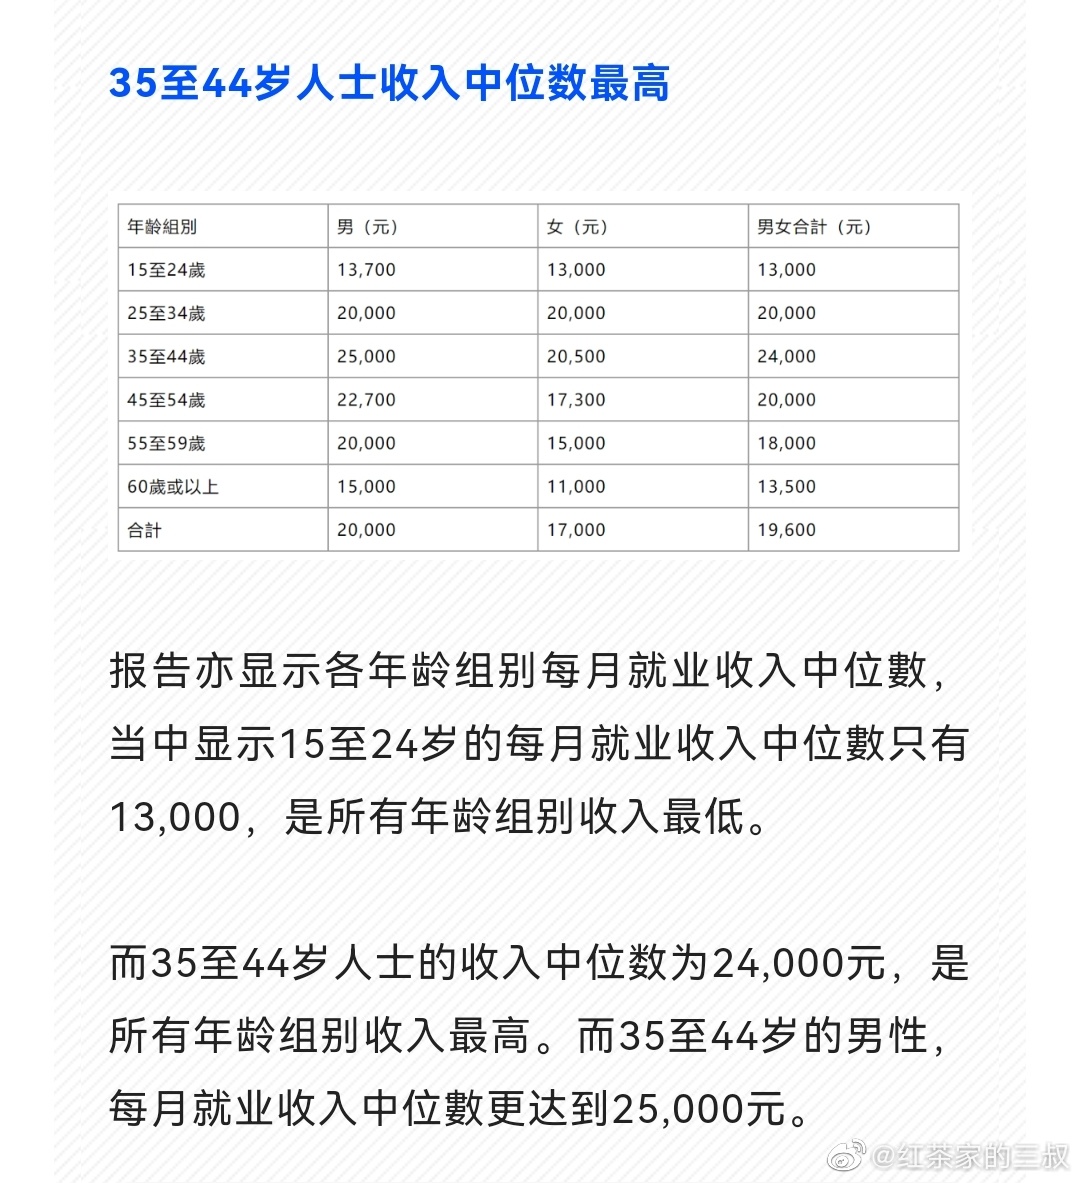 35至44岁人士收入中位数最高
年龄組別 男（元） 女（元） 男女合計（元）
15至24歲 13,700 13,000 13,000
25至34歲 20,000 20,000 20,000
35至44歲 25,000 20,500 24,000
45至54歲 22,700 17,300 20,000
55至59歲 20,000 15,000 18,000
60歲或以上 15,000 11,000 13,500
合計 20,000 17,000 19,600
报告亦显示各年龄组别每月就业收入中位數，
当中显示15至24岁的每月就业收入中位數只有
13,000，是所有年龄组别收入最低。
而35至44岁人士的收入中位数为24,000元，是
所有年龄组别收入最高。而35至44岁的男性，
每月就业收入中位數更达到25,000元。
@红茶家的三叔